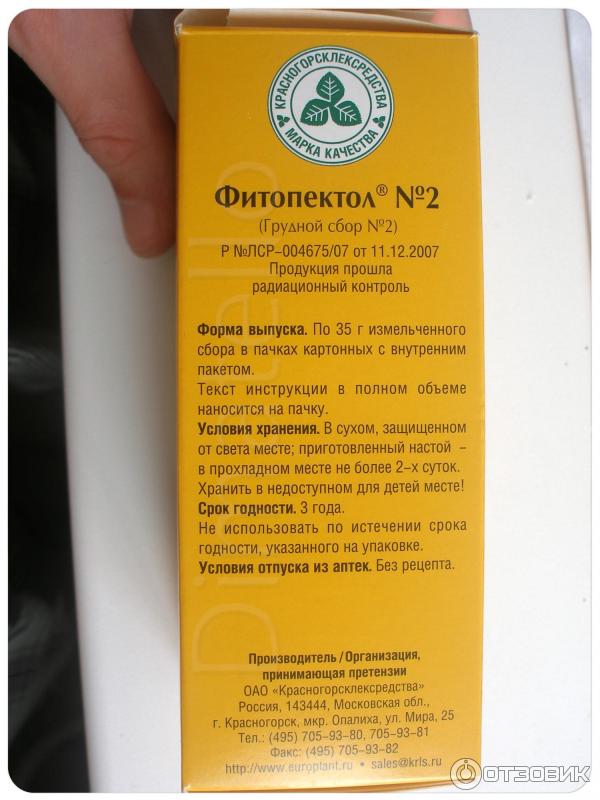 КРАСНОГОРСКЛЕКСРЕДСТВА
МАРКА КАЧЕСТВА
Фитопектол® №2
(Грудной сбор №2)
Р №ЛСР-004675/07 от 11.12.2007
Продукция прошла
радиационный контроль
Форма выпуска. По 35 г измельченного
сбора в пачках картонных с внутренним
пакетом.
Текст инструкции в полном объеме
наносится на пачку.
Условия хранения. В сухом, защищенном
от света месте; приготовленный настой -
в прохладном месте не более 2-х суток.
Хранить в недоступном для детей месте!
Срок годности. 3 года.
Не использовать по истечении срока
годности, указанного на упаковке.
Условия отпуска из аптек. Без рецепта.
Производитель/Организация,
принимающая претензии
ОАО «Красногорсклексредства»
Россия, 143444, Московская обл.,
г. Красногорск, мкр. Опалиха, ул. Мира, 25
Тел.: (495) 705-93-80, 705-93-81
Факс: (495) 705-93-82
http://www.europlant.ru • sales@krls.ru
ОТЗОВИК